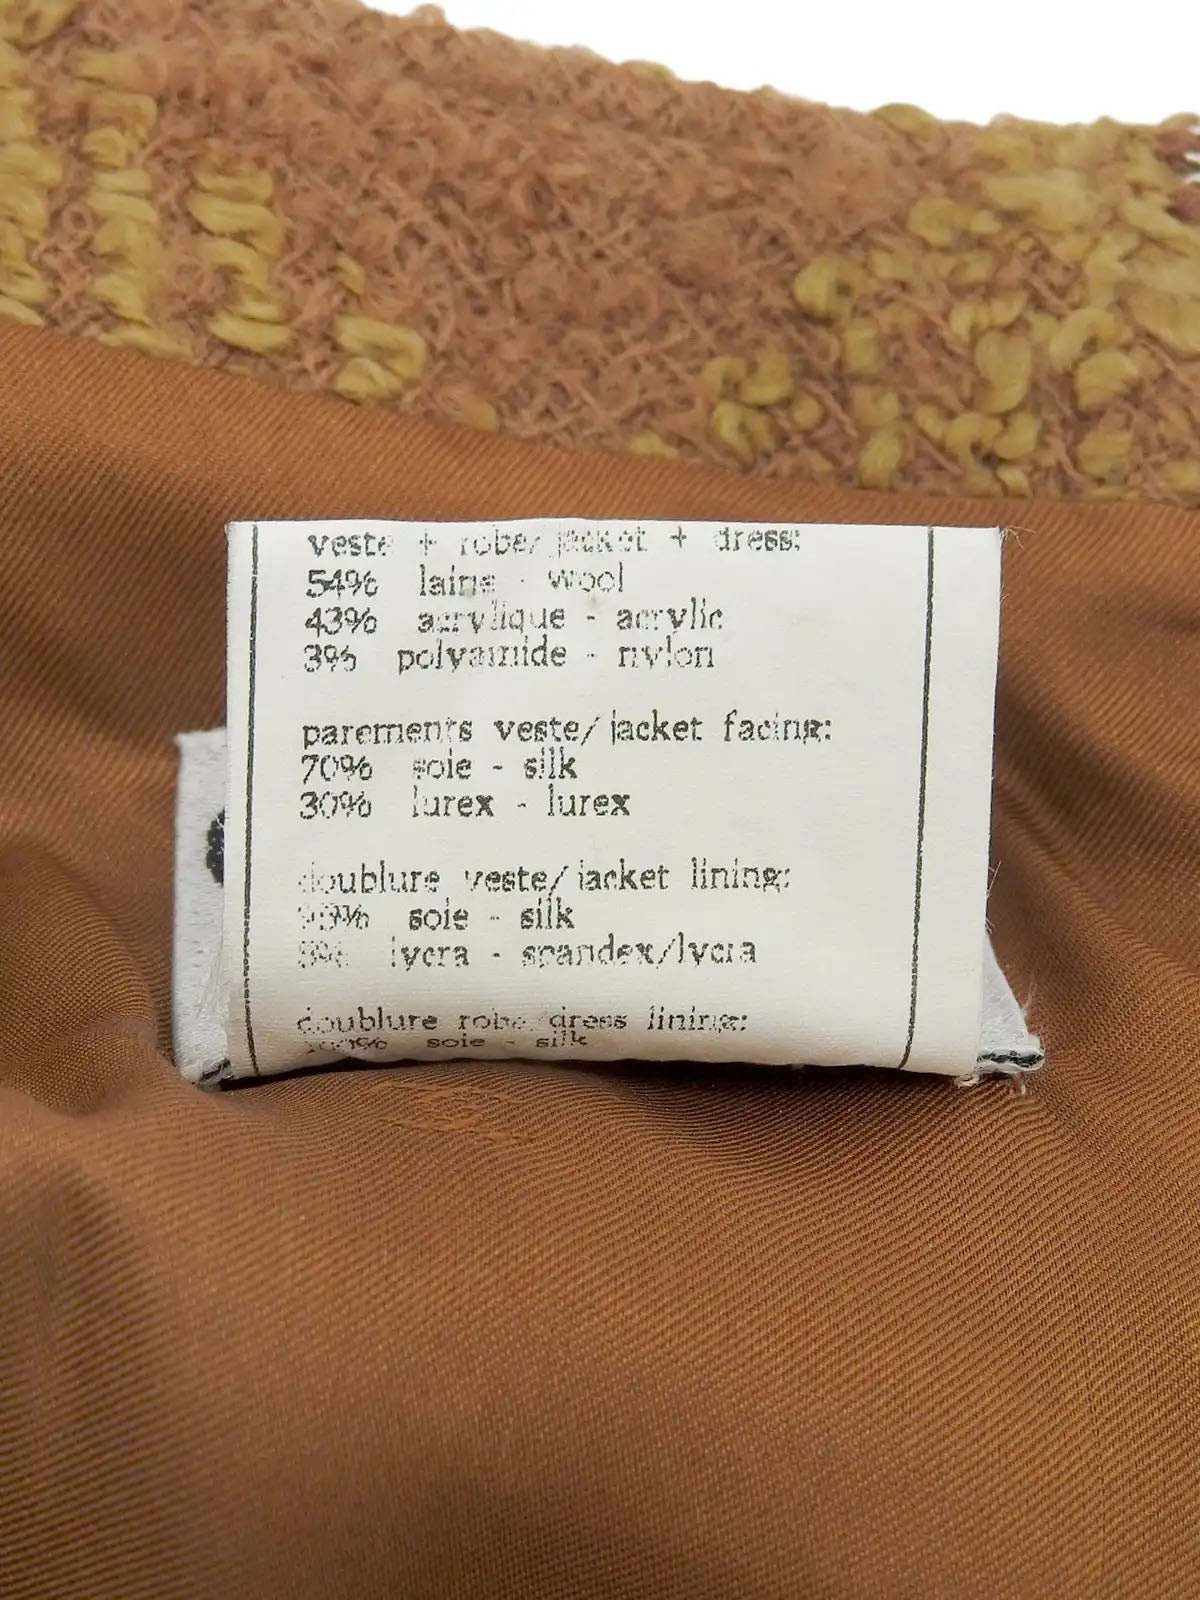 veste + robe/jacket + dress:
54% laine - wool
43% acrylique - acrylic
3% polyamide - nylon
parements veste/jacket facing:
70% soie - silk
30% lurex - lurex
doublure veste/jacket lining:
soie - silk
lycra - spandex/lycra
doublure robe/dress lining:
100% soie - silk